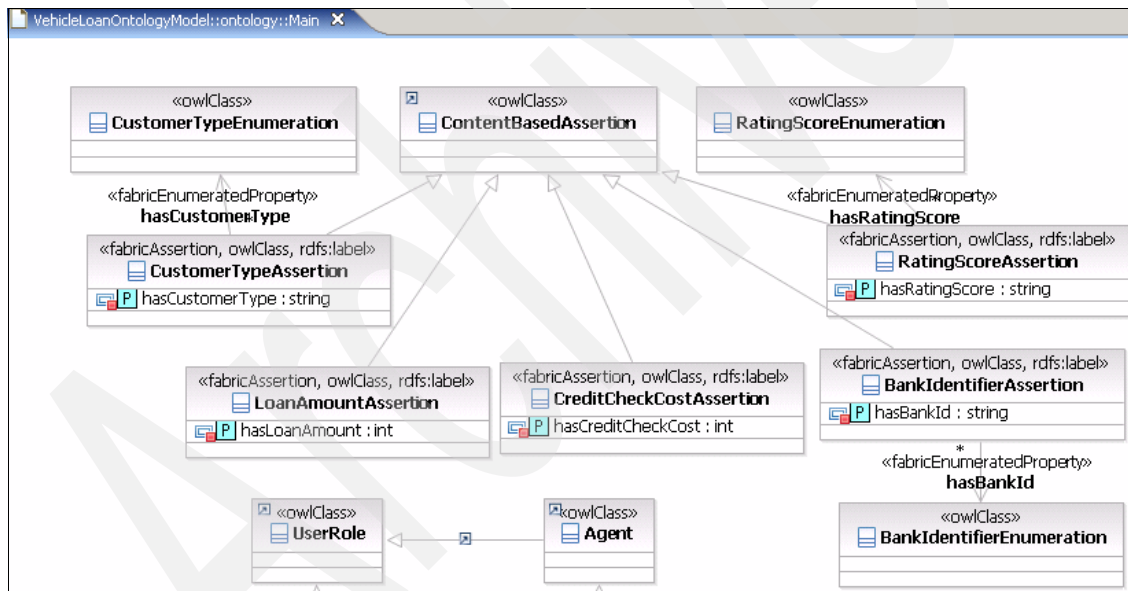 VehicleLoanOntologyModel::ontology::Main
«owlClass»
CustomerTypeEnumeration
«owlClass»
ContentBasedAssertion
«owlClass»
RatingScoreEnumeration
«fabricEnumeratedProperty»
hasCustomerType
«fabricEnumeratedProperty»
hasRatingScore
«fabricAssertion, owlClass, rdfs:label»
CustomerTypeAssertion
P hasCustomerType : string
«fabricAssertion, owlClass, rdfs:label»
RatingScoreAssertion
P hasRatingScore : string
«fabricAssertion, owlClass, rdfs:label»
LoanAmountAssertion
P hasLoanAmount : int
«fabricAssertion, owlClass, rdfs:label»
CreditCheckCostAssertion
P hasCreditCheckCost : int
«fabricAssertion, owlClass, rdfs:label»
BankIdentifierAssertion
P hasBankId : string
*
«fabricEnumeratedProperty»
hasBankId
«owlClass»
UserRole
«owlClass»
Agent
«owlClass»
BankIdentifierEnumeration